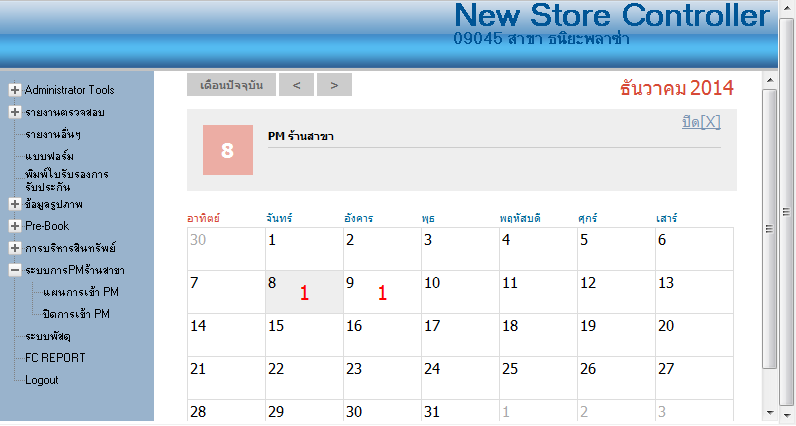 New Store Controller
09045 สาขา ธนิยะพลาซ่า
Administrator Tools
รายงานตรวจสอบ
รายงานอื่นๆ
แบบฟอร์ม
พิมพ์ใบรับรองการ
รับประกัน
ข้อมูลรูปภาพ
Pre-Book
การบริหารสินทรัพย์
ระบบการPMร้านสาขา
แผนการเข้า PM
ปิดการเข้า PM
ระบบพัสดุ
FC REPORT
Logout
เดือนปัจจุบัน < > ธันวาคม 2014
ปิด[X]
8 PM ร้านสาขา
อาทิตย์ จันทร์ อังคาร พุธ พฤหัสบดี ศุกร์ เสาร์
30 1 2 3 4 5 6
7 8 1 9 1 10 11 12 13
14 15 16 17 18 19 20
21 22 23 24 25 26 27
28 29 30 31 1 2 3